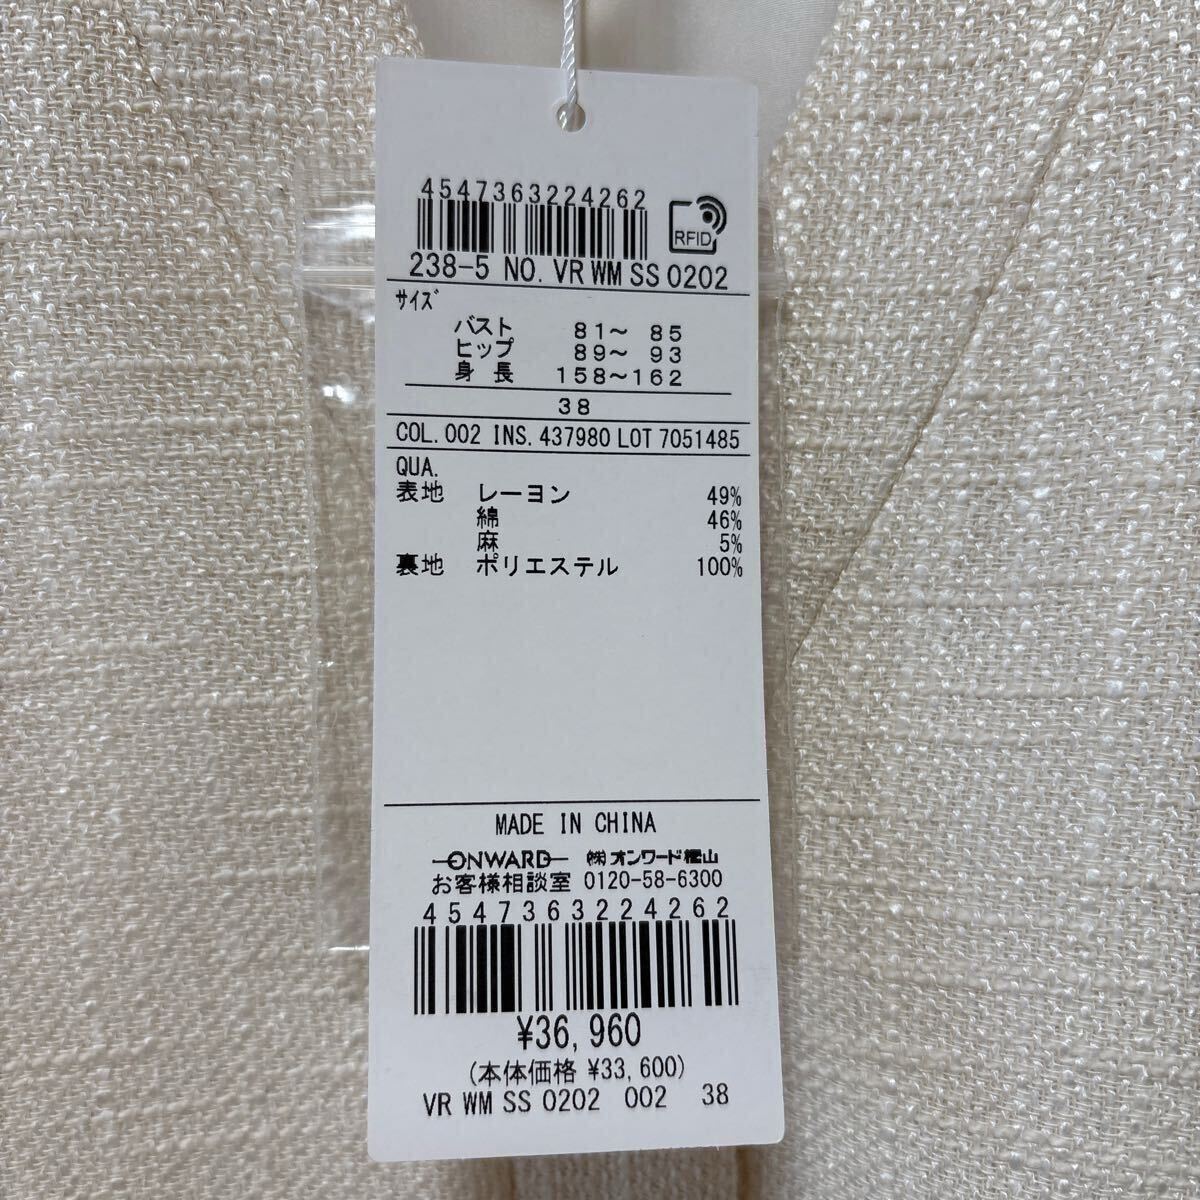 4547363224262
RFID
238-5 NO. VR WM SS 0202
サイズ
バスト 81～ 85
ヒップ 89～ 93
身長 158～162
38
COL. 002 INS. 437980 LOT 7051485
QUA.
表地 レーヨン 49%
綿 46%
麻 5%
裏地 ポリエステル 100%
MADE IN CHINA
ONWARD ㈱オンワード樫山
お客様相談室 0120-58-6300
4547363224262
¥36,960
(本体価格 ¥33,600)
VR WM SS 0202 002 38